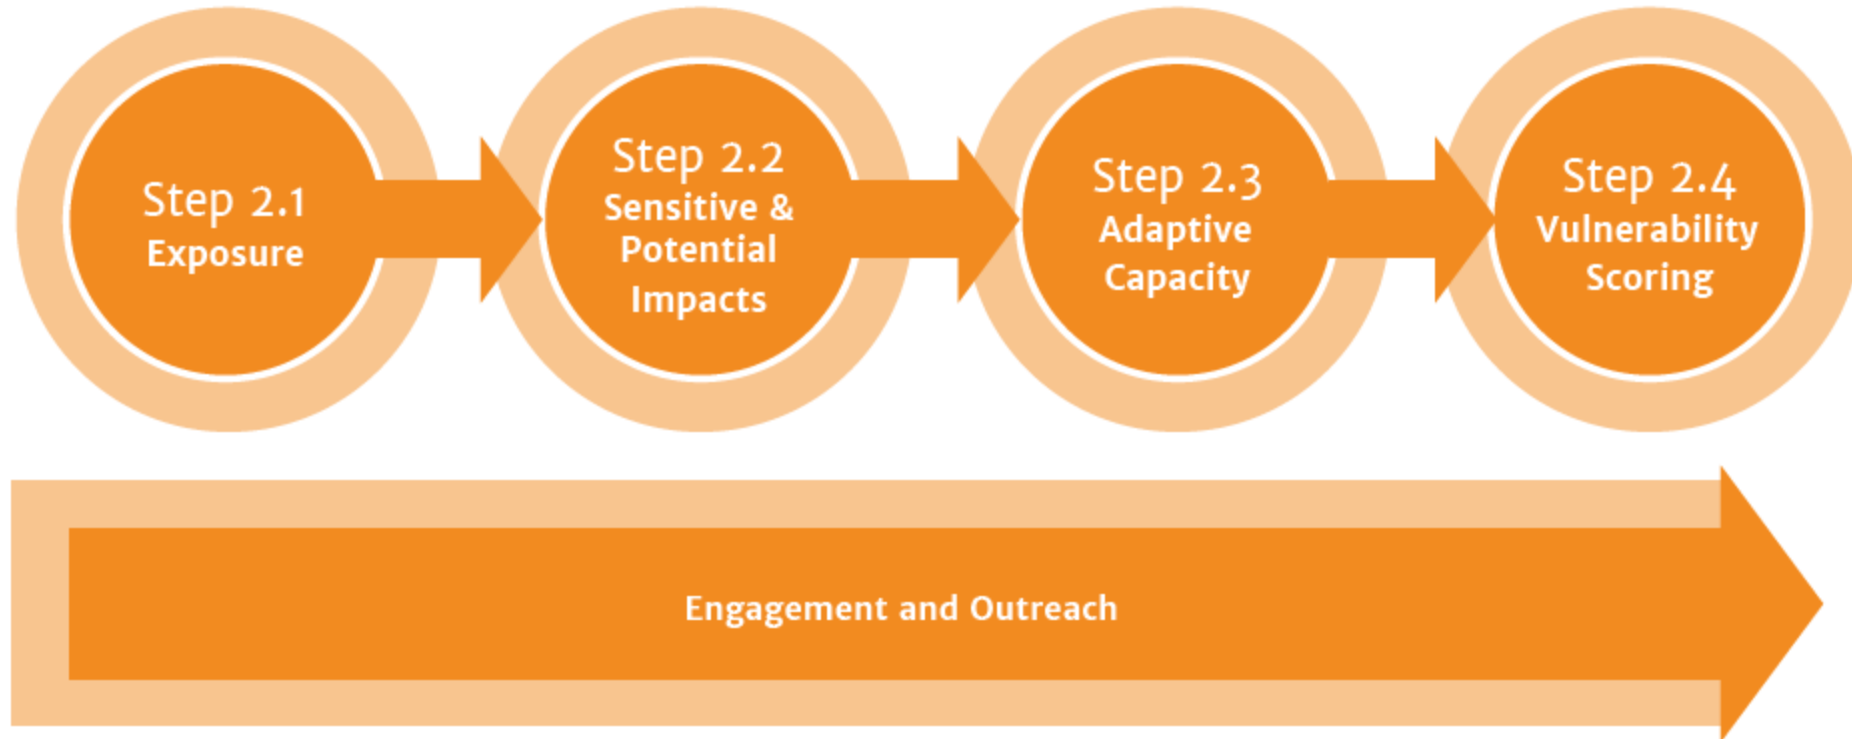 Step 2.1
Exposure
Step 2.2
Sensitive &
Potential
Impacts
Step 2.3
Adaptive
Capacity
Step 2.4
Vulnerability
Scoring
Engagement and Outreach